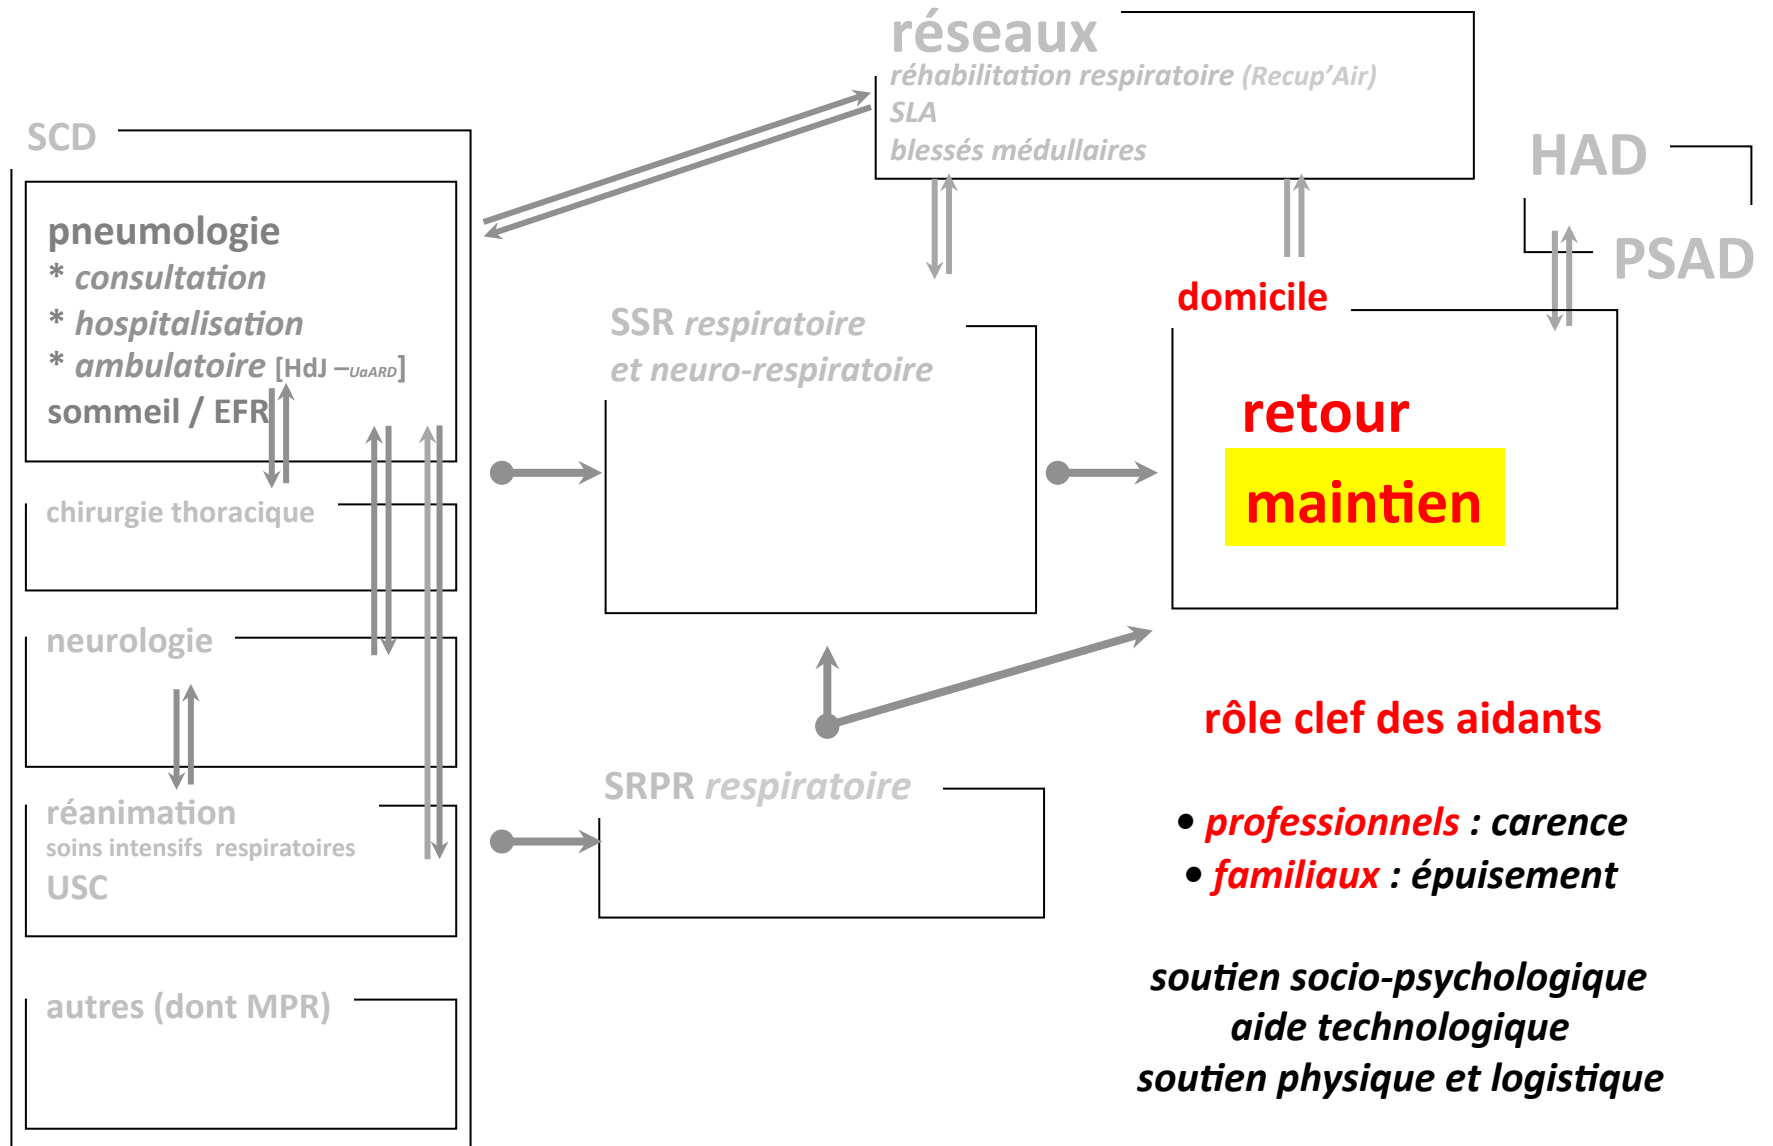 réseaux
réhabilitation respiratoire (Recup’Air)
SLA
blessés médullaires
SCD
pneumologie
* consultation
* hospitalisation
* ambulatoire [HdJ –UaARD]
sommeil / EFR
chirurgie thoracique
neurologie
réanimation
soins intensifs respiratoires
USC
autres (dont MPR)
SSR respiratoire
et neuro-respiratoire
SRPR respiratoire
HAD
PSAD
domicile
retour
maintien
rôle clef des aidants
• professionnels : carence
• familiaux : épuisement
soutien socio-psychologique
aide technologique
soutien physique et logistique